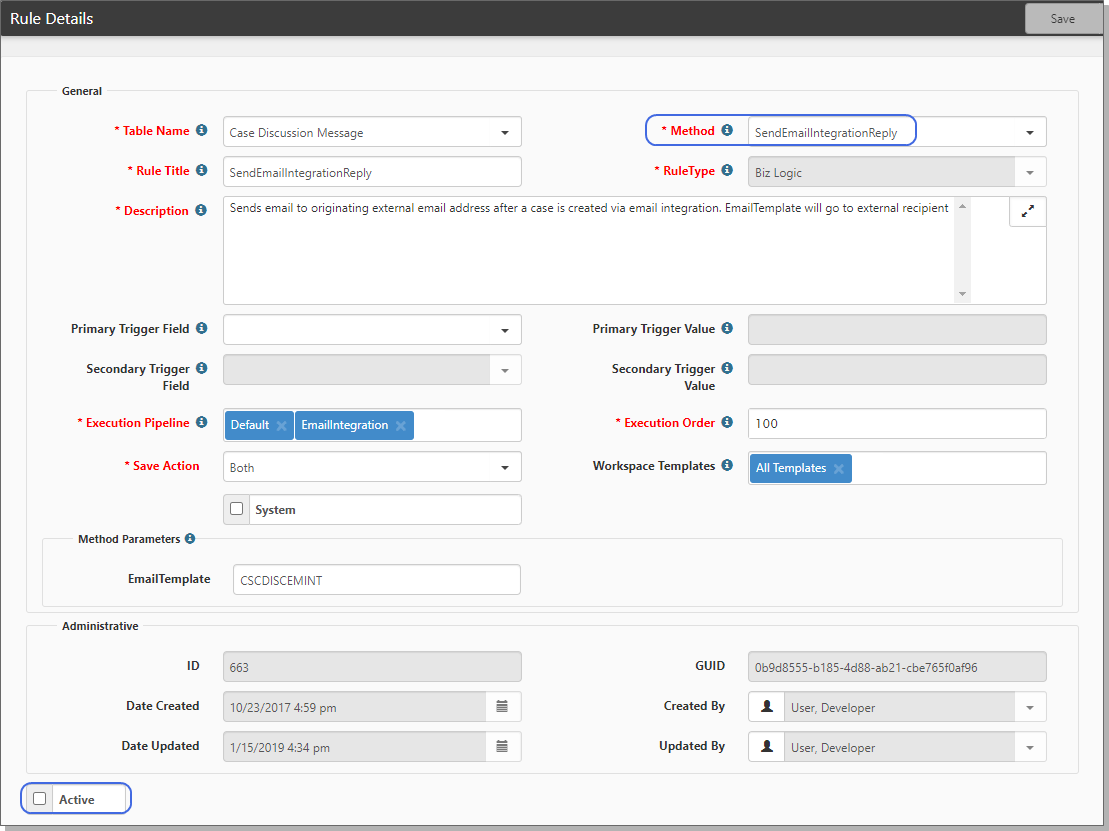 Rule Details
Save
General
* Table Name
Case Discussion Message
* Method
SendEmailIntegrationReply
* Rule Title
SendEmailIntegrationReply
* RuleType
Biz Logic
* Description
Sends email to originating external email address after a case is created via email integration. EmailTemplate will go to external recipient
Primary Trigger Field
Primary Trigger Value
Secondary Trigger
Field
Secondary Trigger
Value
* Execution Pipeline
Default ×
EmailIntegration ×
* Execution Order
100
* Save Action
Both
Workspace Templates
All Templates ×
System
Method Parameters
EmailTemplate
CSCDISCEMINT
Administrative
ID
663
GUID
0b9d8555-b185-4d88-ab21-cbe765f0af96
Date Created
10/23/2017 4:59 pm
Created By
User, Developer
Date Updated
1/15/2019 4:34 pm
Updated By
User, Developer
Active